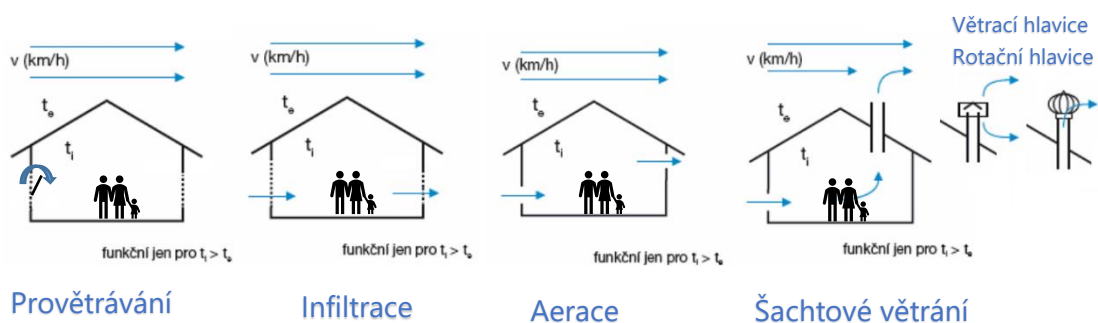 Větrací hlavice
Rotační hlavice
v (km/h)
tₑ
tᵢ
funkční jen pro tᵢ > tₑ
Provětrávání
v (km/h)
tₑ
tᵢ
funkční jen pro tᵢ > tₑ
Infiltrace
v (km/h)
tₑ
tᵢ
funkční jen pro tᵢ > tₑ
Aerace
v (km/h)
tₑ
tᵢ
funkční jen pro tᵢ > tₑ
Šachtové větrání